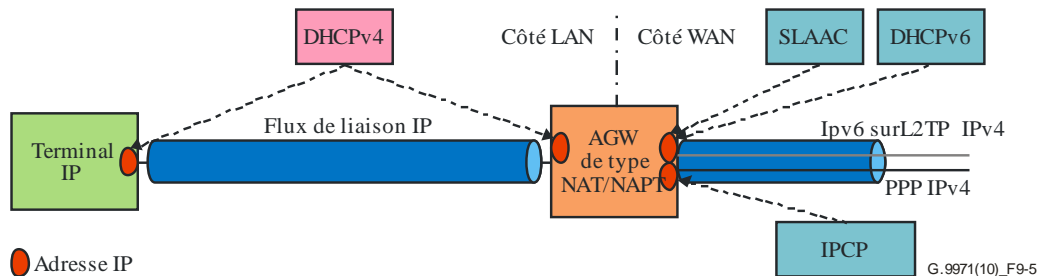 DHCPv4
Côté LAN
Côté WAN
SLAAC
DHCPv6
Flux de liaison IP
Ipv6 surL2TP IPv4
Terminal
IP
AGW
de type
NAT/NAPT
PPP IPv4
IPCP
Adresse IP
G.9971(10)_F9-5